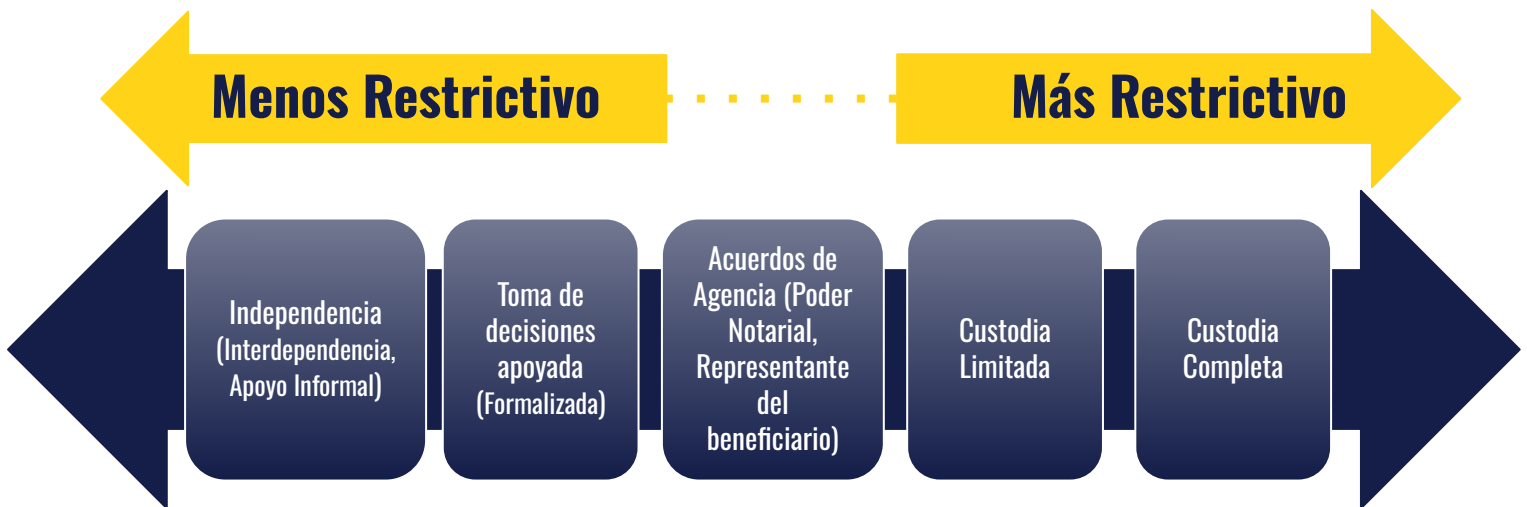 Menos Restrictivo
Más Restrictivo
Independencia
(Interdependencia,
Apoyo Informal)
Toma de
decisiones
apoyada
(Formalizada)
Acuerdos de
Agencia (Poder
Notarial,
Representante
del
beneficiario)
Custodia
Limitada
Custodia
Completa